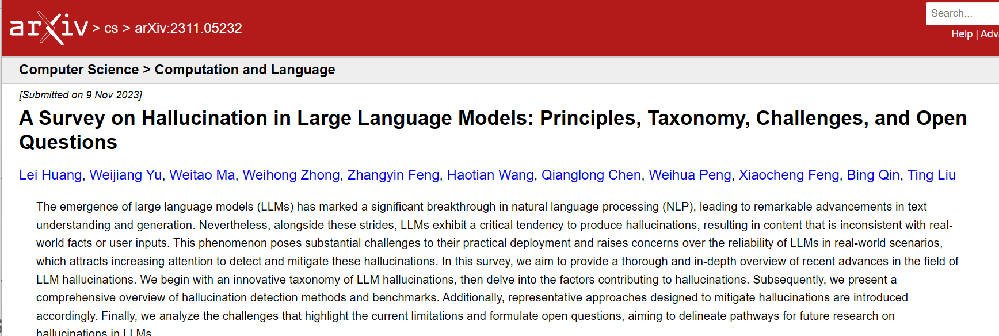 arXiv > cs > arXiv:2311.05232
Search...
Help | Adv
Computer Science > Computation and Language
[Submitted on 9 Nov 2023]
A Survey on Hallucination in Large Language Models: Principles, Taxonomy, Challenges, and Open
Questions
Lei Huang, Weijiang Yu, Weitao Ma, Weihong Zhong, Zhangyin Feng, Haotian Wang, Qianglong Chen, Weihua Peng, Xiaocheng Feng, Bing Qin, Ting Liu
The emergence of large language models (LLMs) has marked a significant breakthrough in natural language processing (NLP), leading to remarkable advancements in text
understanding and generation. Nevertheless, alongside these strides, LLMs exhibit a critical tendency to produce hallucinations, resulting in content that is inconsistent with real-
world facts or user inputs. This phenomenon poses substantial challenges to their practical deployment and raises concerns over the reliability of LLMs in real-world scenarios,
which attracts increasing attention to detect and mitigate these hallucinations. In this survey, we aim to provide a thorough and in-depth overview of recent advances in the field of
LLM hallucinations. We begin with an innovative taxonomy of LLM hallucinations, then delve into the factors contributing to hallucinations. Subsequently, we present a
comprehensive overview of hallucination detection methods and benchmarks. Additionally, representative approaches designed to mitigate hallucinations are introduced
accordingly. Finally, we analyze the challenges that highlight the current limitations and formulate open questions, aiming to delineate pathways for future research on
hallucinations in LLMs.